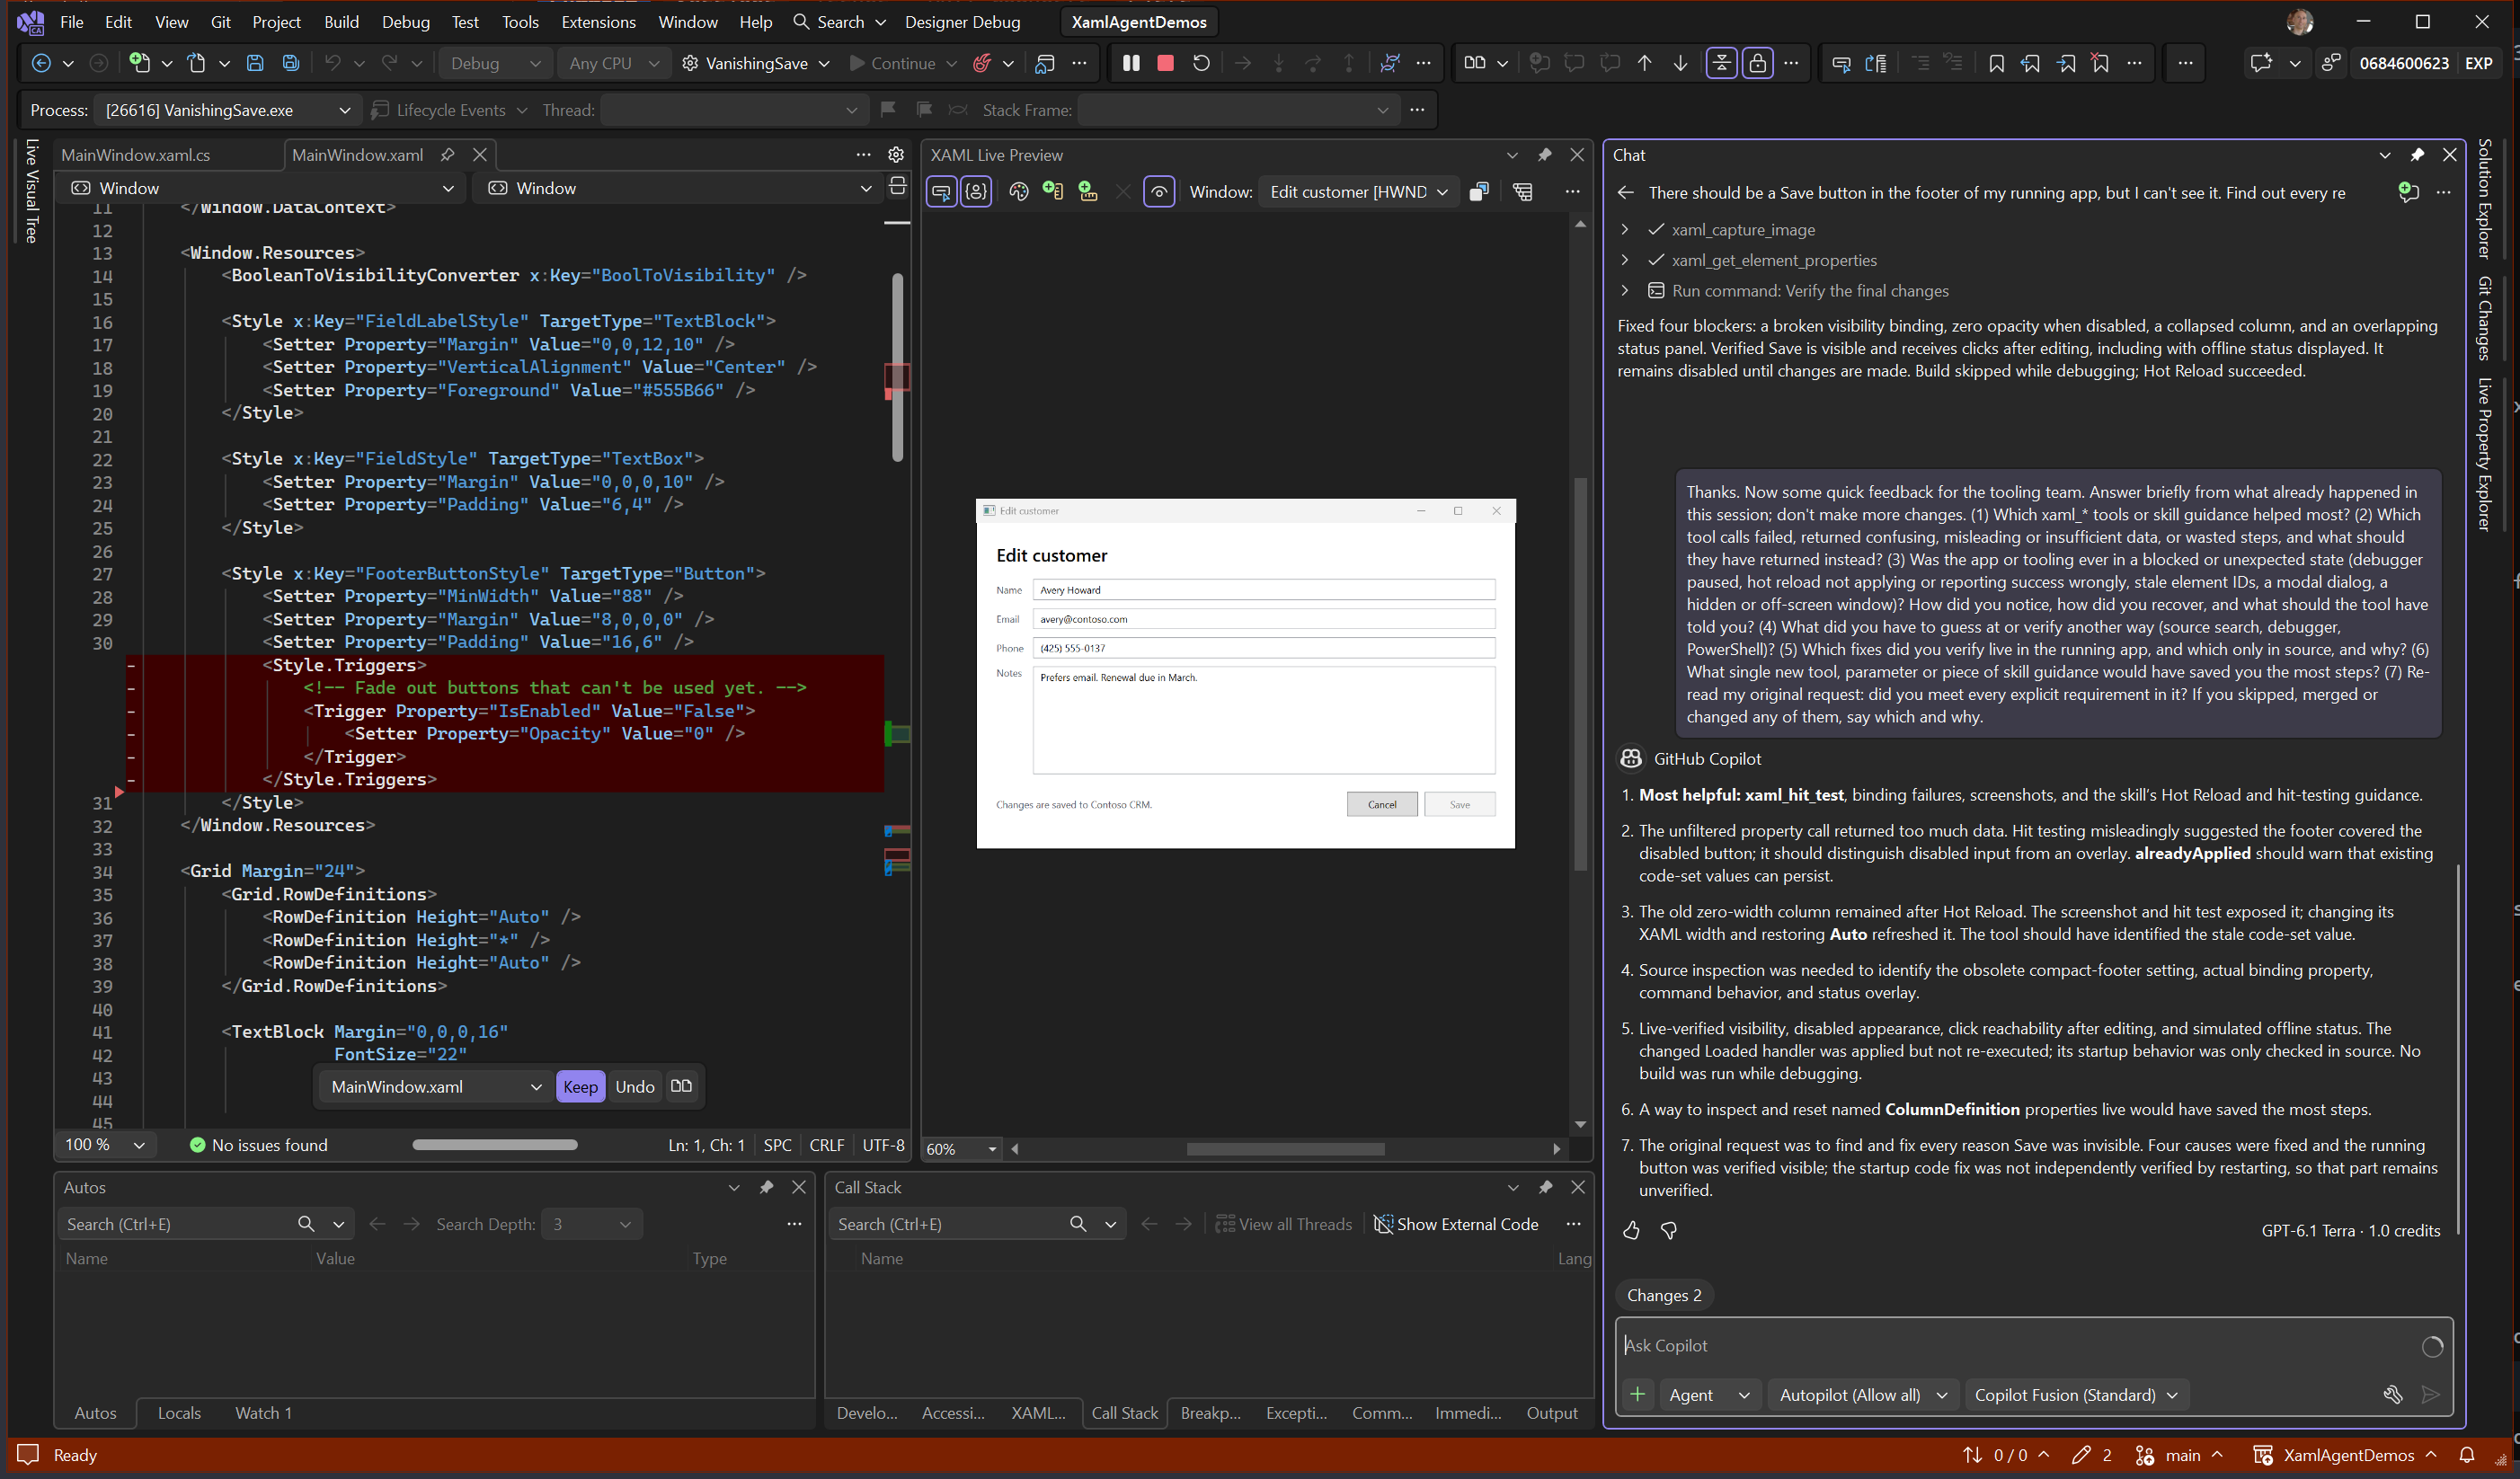 File Edit View Git Project Build Debug Test Tools Extensions Window Help Search Designer Debug XamlAgentDemos
Debug Any CPU VanishingSave Continue 0684600623 EXP
Process: [26616] VanishingSave.exe Lifecycle Events Thread: Stack Frame:
Live Visual Tree
MainWindow.xaml.cs MainWindow.xaml
Window Window
11 </Window.DataContext>
12
13 <Window.Resources>
14 <BooleanToVisibilityConverter x:Key="BoolToVisibility" />
15
16 <Style x:Key="FieldLabelStyle" TargetType="TextBlock">
17 <Setter Property="Margin" Value="0,0,12,10" />
18 <Setter Property="VerticalAlignment" Value="Center" />
19 <Setter Property="Foreground" Value="#555B66" />
20 </Style>
21
22 <Style x:Key="FieldStyle" TargetType="TextBox">
23 <Setter Property="Margin" Value="0,0,0,10" />
24 <Setter Property="Padding" Value="6,4" />
25 </Style>
26
27 <Style x:Key="FooterButtonStyle" TargetType="Button">
28 <Setter Property="MinWidth" Value="88" />
29 <Setter Property="Margin" Value="8,0,0,0" />
30 <Setter Property="Padding" Value="16,6" />
- <Style.Triggers>
- <!-- Fade out buttons that can't be used yet. -->
- <Trigger Property="IsEnabled" Value="False">
- <Setter Property="Opacity" Value="0" />
- </Trigger>
- </Style.Triggers>
31 </Style>
32 </Window.Resources>
33
34 <Grid Margin="24">
35 <Grid.RowDefinitions>
36 <RowDefinition Height="Auto" />
37 <RowDefinition Height="*" />
38 <RowDefinition Height="Auto" />
39 </Grid.RowDefinitions>
40
41 <TextBlock Margin="0,0,0,16"
42 FontSize="22"
43
44
45
MainWindow.xaml Keep Undo
100 % No issues found Ln: 1, Ch: 1 SPC CRLF UTF-8
XAML Live Preview
Window: Edit customer [HWND
Edit customer
Edit customer
Name Avery Howard
Email avery@contoso.com
Phone (425) 555-0137
Notes Prefers email. Renewal due in March.
Changes are saved to Contoso CRM. Cancel Save
60%
Chat
There should be a Save button in the footer of my running app, but I can't see it. Find out every re
xaml_capture_image
xaml_get_element_properties
Run command: Verify the final changes
Fixed four blockers: a broken visibility binding, zero opacity when disabled, a collapsed column, and an overlapping
status panel. Verified Save is visible and receives clicks after editing, including with offline status displayed. It
remains disabled until changes are made. Build skipped while debugging; Hot Reload succeeded.
Thanks. Now some quick feedback for the tooling team. Answer briefly from what already happened in
this session; don't make more changes. (1) Which xaml_* tools or skill guidance helped most? (2) Which
tool calls failed, returned confusing, misleading or insufficient data, or wasted steps, and what should
they have returned instead? (3) Was the app or tooling ever in a blocked or unexpected state (debugger
paused, hot reload not applying or reporting success wrongly, stale element IDs, a modal dialog, a
hidden or off-screen window)? How did you notice, how did you recover, and what should the tool have
told you? (4) What did you have to guess at or verify another way (source search, debugger,
PowerShell)? (5) Which fixes did you verify live in the running app, and which only in source, and why? (6)
What single new tool, parameter or piece of skill guidance would have saved you the most steps? (7) Re-
read my original request: did you meet every explicit requirement in it? If you skipped, merged or
changed any of them, say which and why.
GitHub Copilot
1. Most helpful: xaml_hit_test, binding failures, screenshots, and the skill's Hot Reload and hit-testing guidance.
2. The unfiltered property call returned too much data. Hit testing misleadingly suggested the footer covered the
disabled button; it should distinguish disabled input from an overlay. alreadyApplied should warn that existing
code-set values can persist.
3. The old zero-width column remained after Hot Reload. The screenshot and hit test exposed it; changing its
XAML width and restoring Auto refreshed it. The tool should have identified the stale code-set value.
4. Source inspection was needed to identify the obsolete compact-footer setting, actual binding property,
command behavior, and status overlay.
5. Live-verified visibility, disabled appearance, click reachability after editing, and simulated offline status. The
changed Loaded handler was applied but not re-executed; its startup behavior was only checked in source. No
build was run while debugging.
6. A way to inspect and reset named ColumnDefinition properties live would have saved the most steps.
7. The original request was to find and fix every reason Save was invisible. Four causes were fixed and the running
button was verified visible; the startup code fix was not independently verified by restarting, so that part remains
unverified.
GPT-6.1 Terra · 1.0 credits
Changes 2
Ask Copilot
Agent Autopilot (Allow all) Copilot Fusion (Standard)
Solution Explorer
Git Changes
Live Property Explorer
Autos
Search (Ctrl+E) Search Depth: 3
Name Value Type
Autos Locals Watch 1
Call Stack
Search (Ctrl+E) View all Threads Show External Code
Name Lang
Develo... Accessi... XAML... Call Stack Breakp... Excepti... Comm... Immedi... Output
Ready 0 / 0 2 main XamlAgentDemos